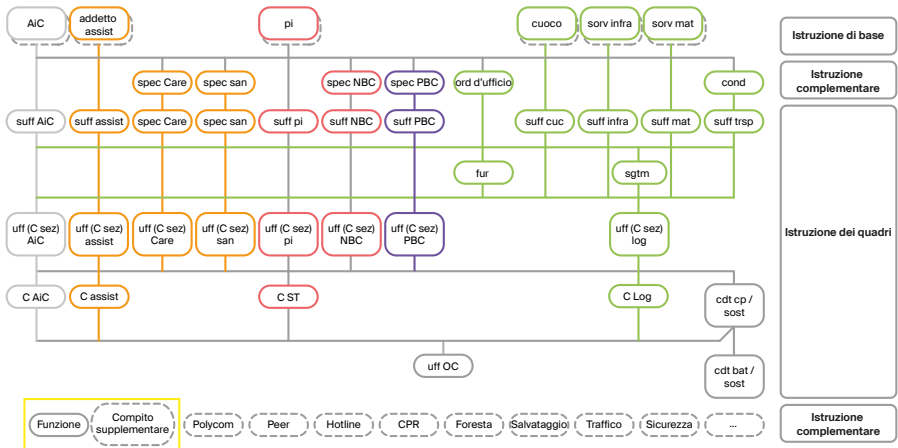 AiC
addetto
assist
pi
cuoco
sorv infra
sorv mat
Istruzione di base
spec Care
spec san
spec NBC
spec PBC
ord d'ufficio
cond
Istruzione
complementare
suff AiC
suff assist
spec Care
spec san
suff pi
suff NBC
suff PBC
suff cuc
suff infra
suff mat
suff trsp
fur
sgtm
uff (C sez)
AiC
uff (C sez)
assist
uff (C sez)
Care
uff (C sez)
san
uff (C sez)
pi
uff (C sez)
NBC
uff (C sez)
PBC
uff (C sez)
log
Istruzione dei quadri
C AiC
C assist
C ST
C Log
cdt cp /
sost
uff OC
cdt bat /
sost
Funzione
Compito
supplementare
Polycom
Peer
Hotline
CPR
Foresta
Salvataggio
Traffico
Sicurezza
...
Istruzione
complementare